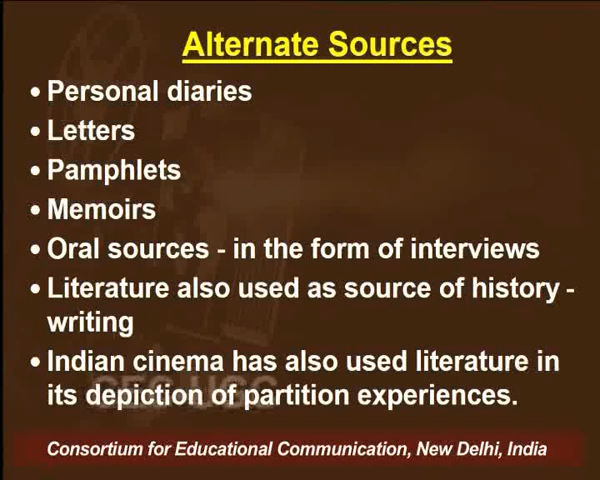 Alternate Sources
• Personal diaries
• Letters
• Pamphlets
• Memoirs
• Oral sources - in the form of interviews
• Literature also used as source of history -
writing
• Indian cinema has also used literature in
its depiction of partition experiences.
CEC-UGC
Consortium for Educational Communication, New Delhi, India